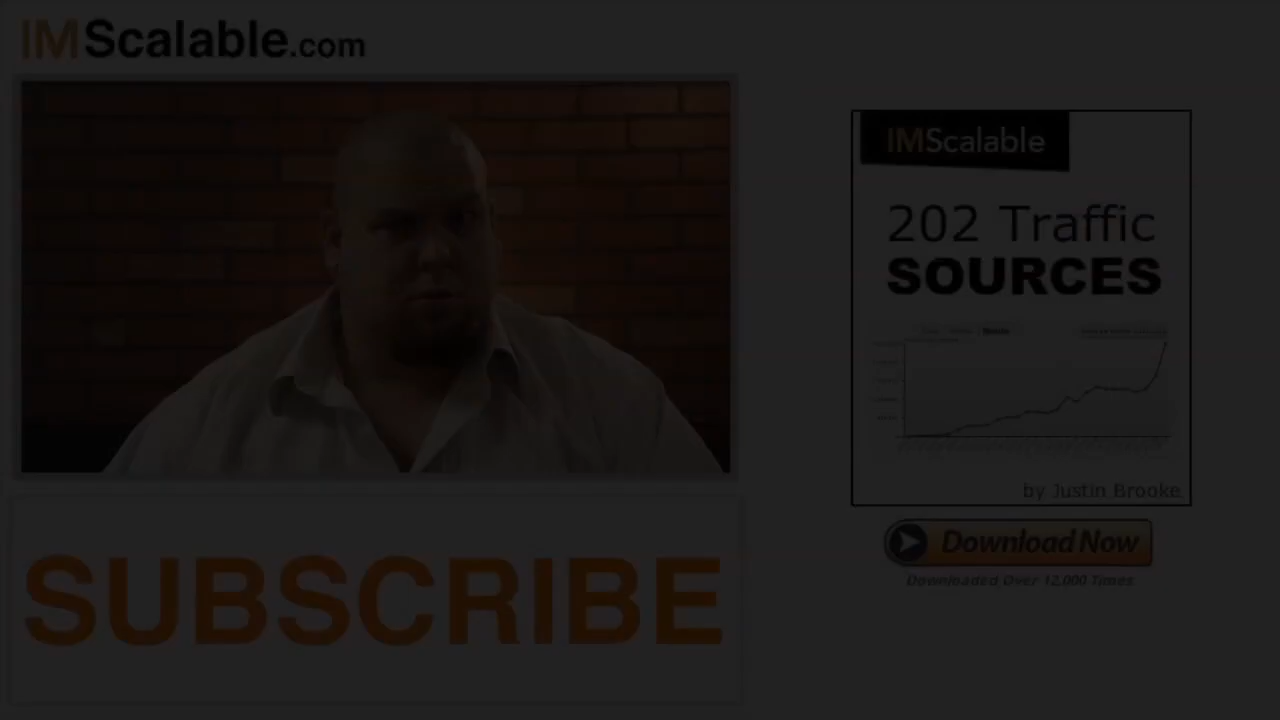 IMScalable.com
IMScalable
202 Traffic
SOURCES
by Justin Brooke
Download Now
Downloaded Over 12,000 Times
SUBSCRIBE